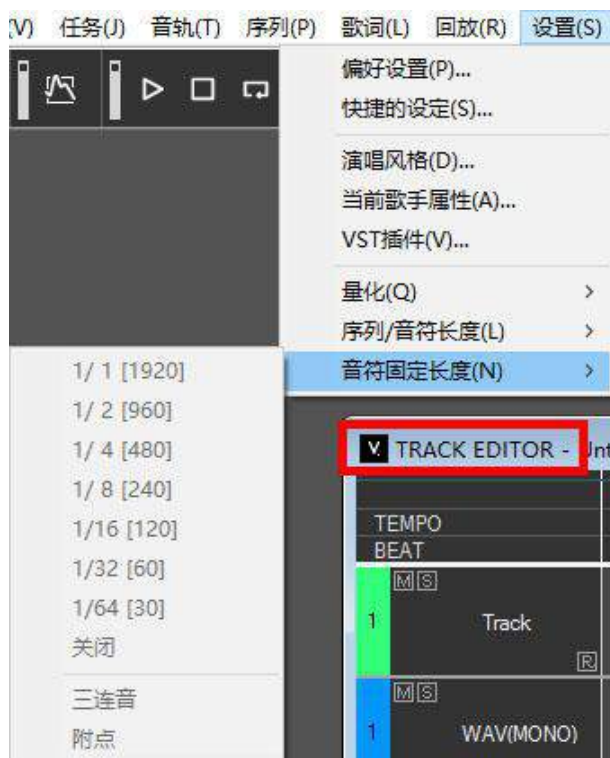 (V) 任务(J) 音轨(T) 序列(P) 歌词(L) 回放(R) 设置(S)
偏好设置(P)...
快捷的设定(S)...
演唱风格(D)...
当前歌手属性(A)...
VST插件(V)...
量化(Q)
序列/音符长度(L)
音符固定长度(N)
1/ 1 [1920]
1/ 2 [960]
1/ 4 [480]
1/ 8 [240]
1/16 [120]
1/32 [60]
1/64 [30]
关闭
三连音
附点
V. TRACK EDITOR - Unt
TEMPO
BEAT
M S
1 Track
R
M S
1 WAV(MONO)